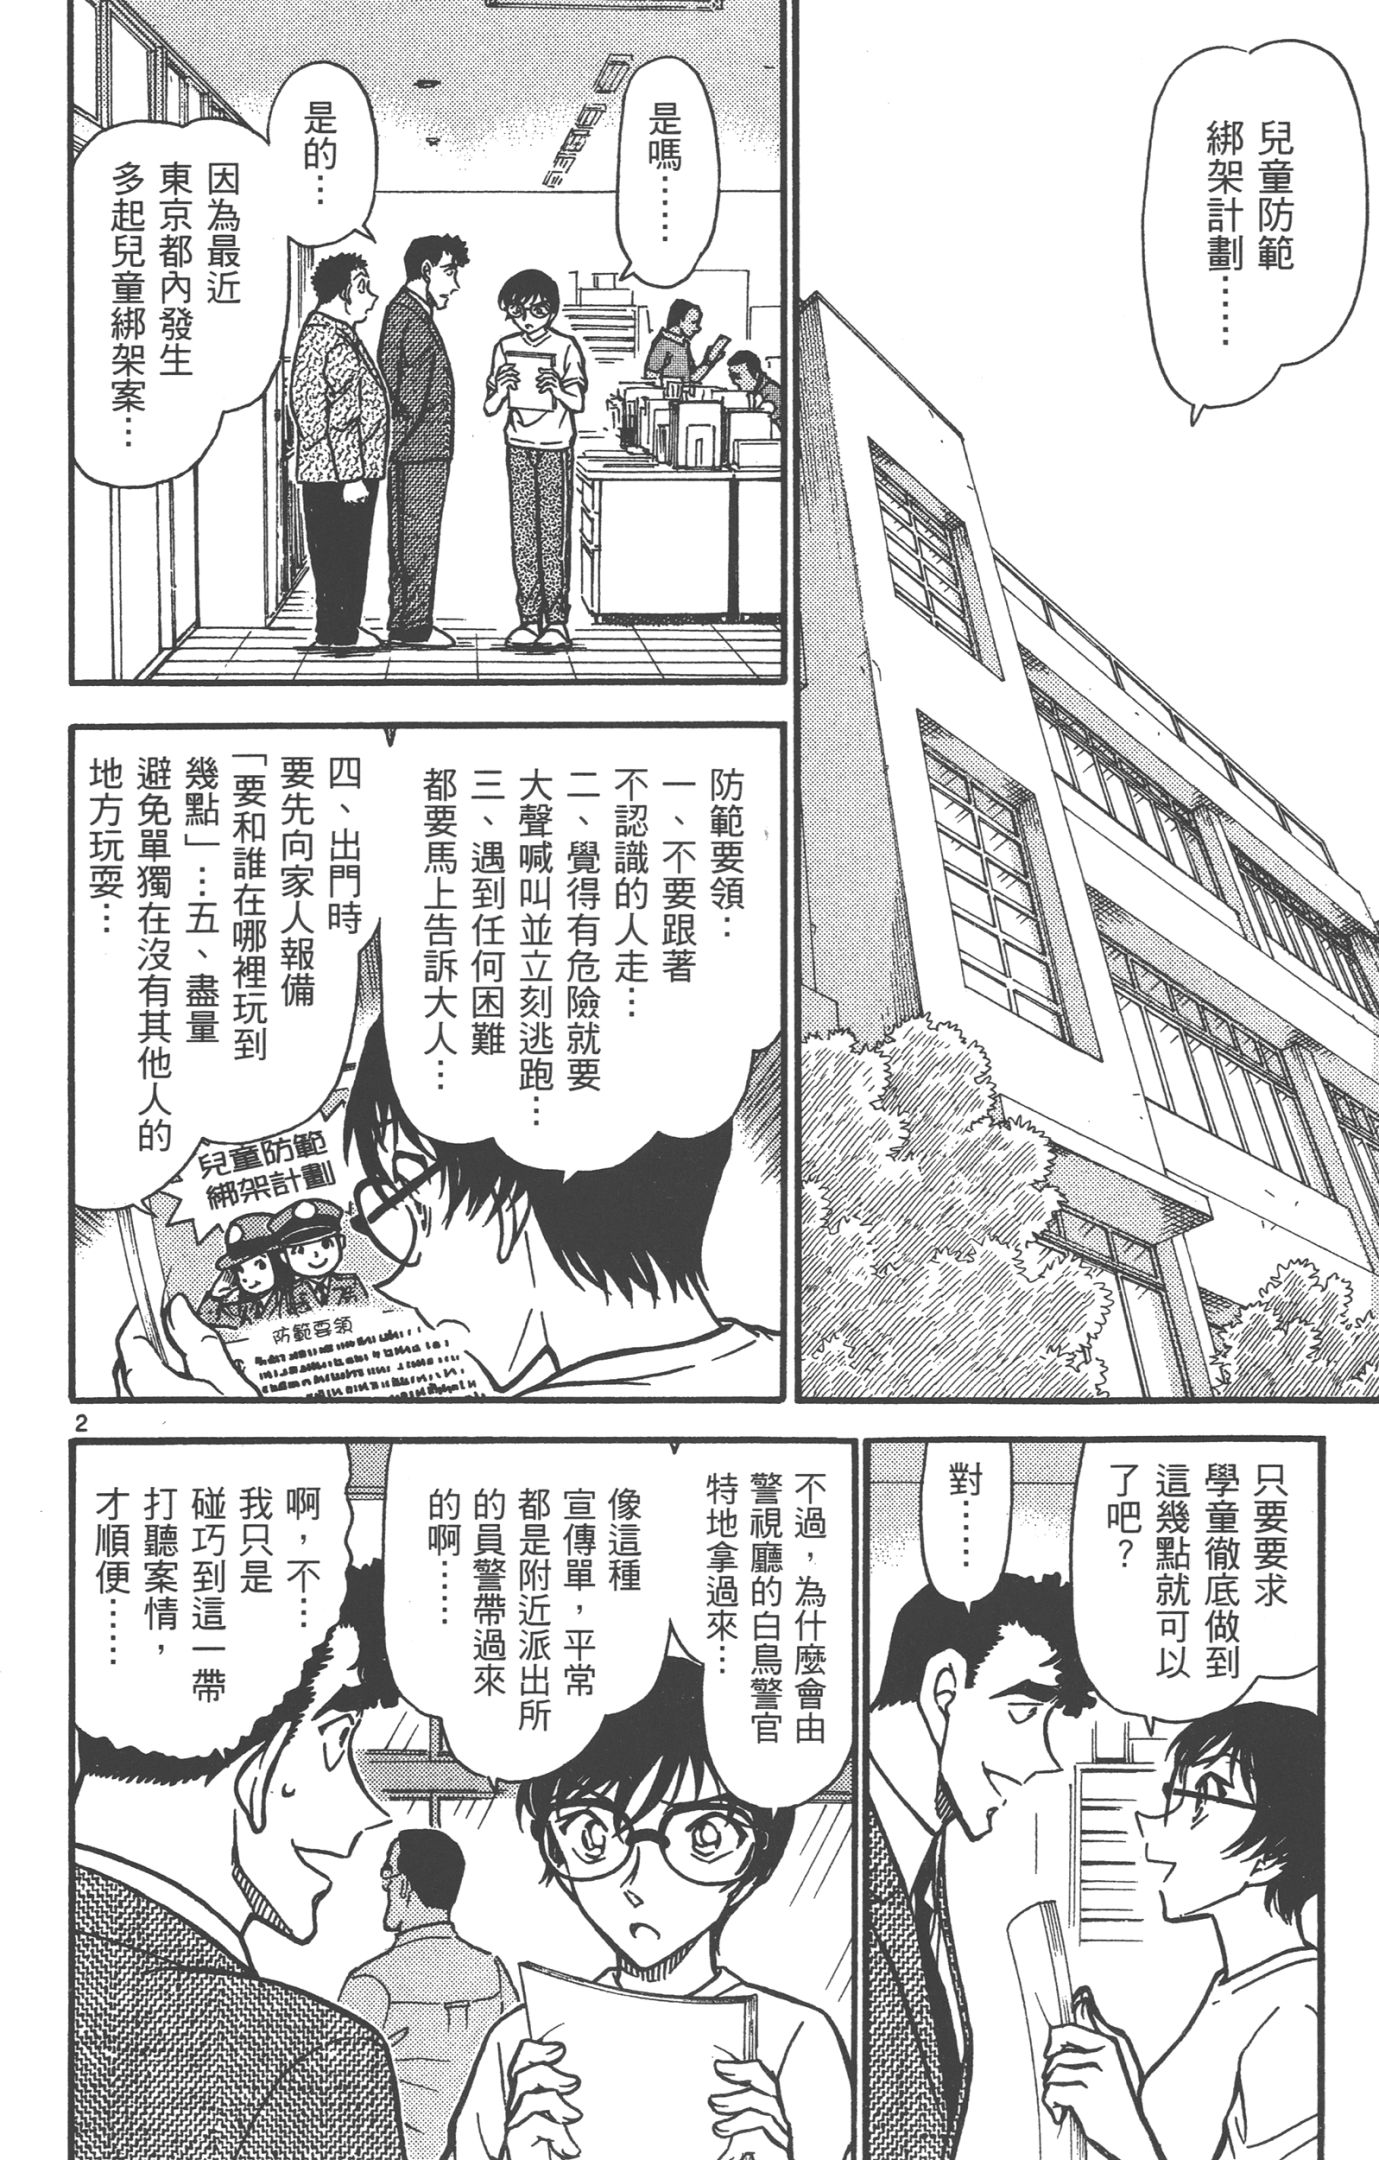 兒童防範
綁架計劃……
是嗎……
是的…
因為最近
東京都內發生
多起兒童綁架案…
防範要領…
一、不要跟著
不認識的人走…
二、覺得有危險就要
大聲喊叫並立刻逃跑…
三、遇到任何困難
都要馬上告訴大人…
四、出門時
要先向家人報備
「要和誰在哪裡玩到
幾點」…五、盡量
避免單獨在沒有其他人的
地方玩耍…
兒童防範
綁架計劃
防範要領
2
只要要求
學童徹底做到
這幾點就可以
了吧？
對……
不過，為什麼會由
警視廳的白鳥警官
特地拿過來…
像這種
宣傳單，平常
都是附近派出所
的員警帶過來
的啊……
啊，不…
我只是
碰巧到這一帶
打聽案情，
才順便……